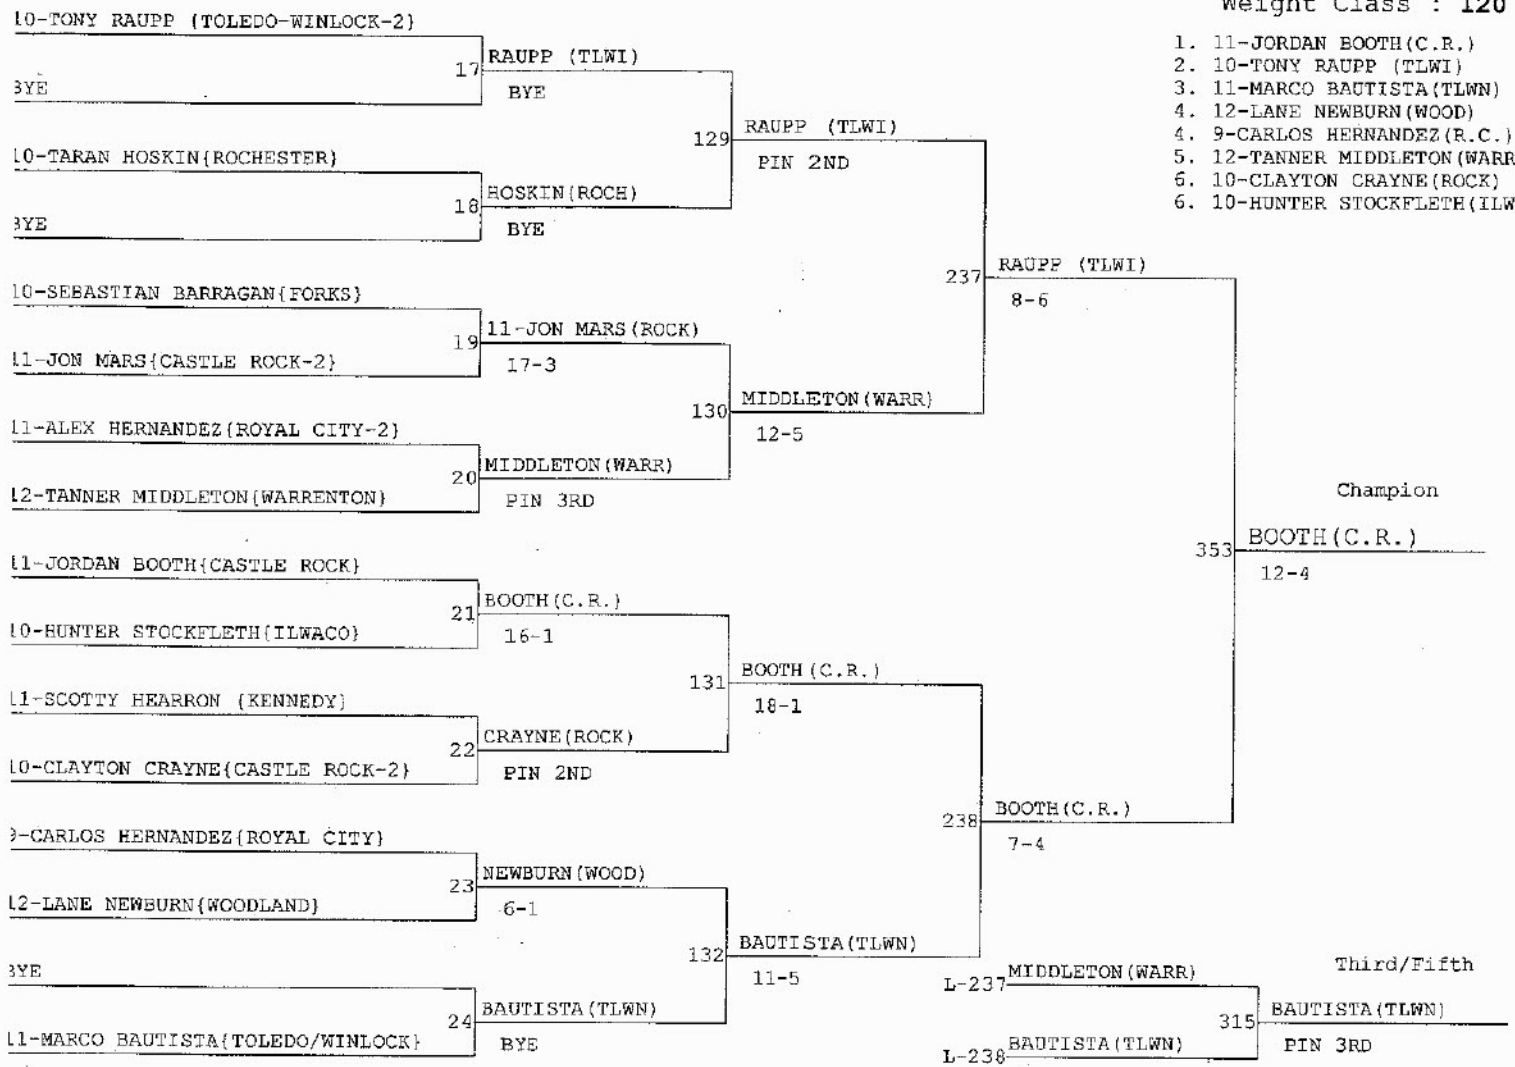 Weight Class : 120
1. 11-JORDAN BOOTH(C.R.)
2. 10-TONY RAUPP (TLWI)
3. 11-MARCO BAUTISTA(TLWN)
4. 12-LANE NEWBURN(WOOD)
4. 9-CARLOS HERNANDEZ(R.C.)
5. 12-TANNER MIDDLETON(WARR
6. 10-CLAYTON CRAYNE(ROCK)
6. 10-HUNTER STOCKFLETH(ILW
10-TONY RAUPP {TOLEDO-WINLOCK-2}
17
RAUPP (TLWI)
BYE
BYE
129
RAUPP (TLWI)
PIN 2ND
10-TARAN HOSKIN{ROCHESTER}
18
HOSKIN(ROCH)
BYE
BYE
237
RAUPP (TLWI)
8-6
10-SEBASTIAN BARRAGAN{FORKS}
19
11-JON MARS(ROCK)
17-3
11-JON MARS{CASTLE ROCK-2}
130
MIDDLETON(WARR)
12-5
11-ALEX HERNANDEZ{ROYAL CITY-2}
20
MIDDLETON(WARR)
PIN 3RD
12-TANNER MIDDLETON{WARRENTON}
Champion
353
BOOTH(C.R.)
12-4
11-JORDAN BOOTH{CASTLE ROCK}
21
BOOTH(C.R.)
16-1
10-HUNTER STOCKFLETH{ILWACO}
131
BOOTH(C.R.)
18-1
11-SCOTTY HEARRON {KENNEDY}
22
CRAYNE(ROCK)
PIN 2ND
10-CLAYTON CRAYNE{CASTLE ROCK-2}
238
BOOTH(C.R.)
7-4
9-CARLOS HERNANDEZ{ROYAL CITY}
23
NEWBURN(WOOD)
6-1
12-LANE NEWBURN{WOODLAND}
132
BAUTISTA(TLWN)
11-5
BYE
24
BAUTISTA(TLWN)
BYE
11-MARCO BAUTISTA{TOLEDO/WINLOCK}
Third/Fifth
L-237
MIDDLETON(WARR)
315
BAUTISTA(TLWN)
PIN 3RD
L-238
BAUTISTA(TLWN)